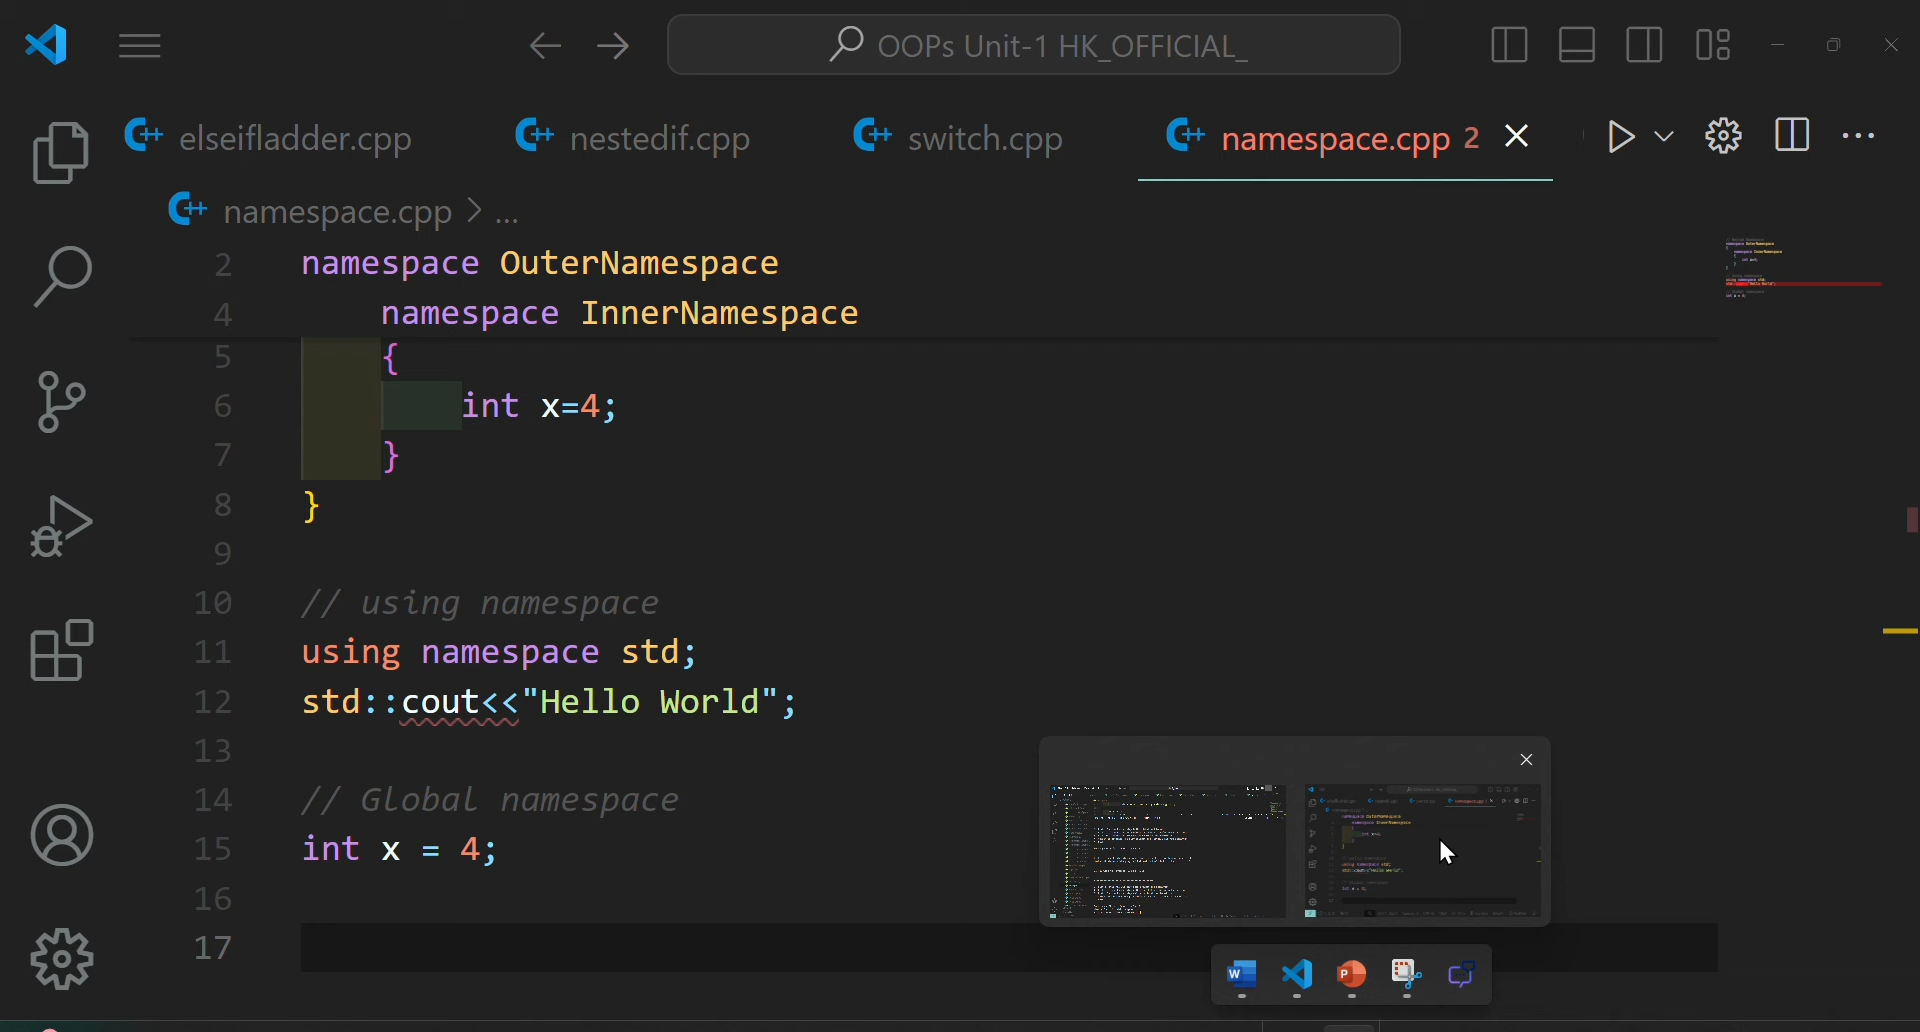 OOPs Unit-1 HK_OFFICIAL_
elseifladder.cpp
nestedif.cpp
switch.cpp
namespace.cpp 2
namespace.cpp > ...
2 namespace OuterNamespace
4 namespace InnerNamespace
5 {
6 int x=4;
7 }
8 }
9
10 // using namespace
11 using namespace std;
12 std::cout<<"Hello World";
13
14 // Global namespace
15 int x = 4;
16
17